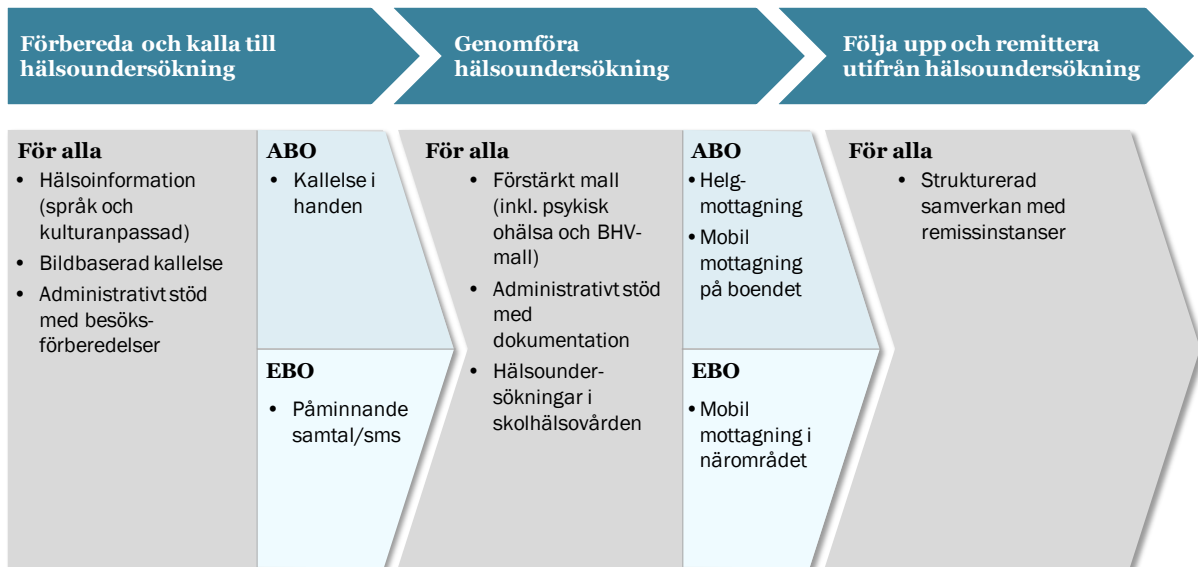 Förbereda och kalla till
hälsoundersökning
Genomföra
hälsoundersökning
Följa upp och remittera
utifrån hälsoundersökning
För alla
• Hälsoinformation
(språk och
kulturanpassad)
• Bildbaserad kallelse
• Administrativt stöd
med besöks-
förberedelser
ABO
• Kallelse i
handen
EBO
• Påminnande
samtal/sms
För alla
• Förstärkt mall
(inkl. psykisk
ohälsa och BHV-
mall)
• Administrativt stöd
med
dokumentation
• Hälsounder-
sökningar i
skolhälsovården
ABO
• Helg-
mottagning
• Mobil
mottagning
på boendet
EBO
• Mobil
mottagning i
närområdet
För alla
• Strukturerad
samverkan med
remissinstanser